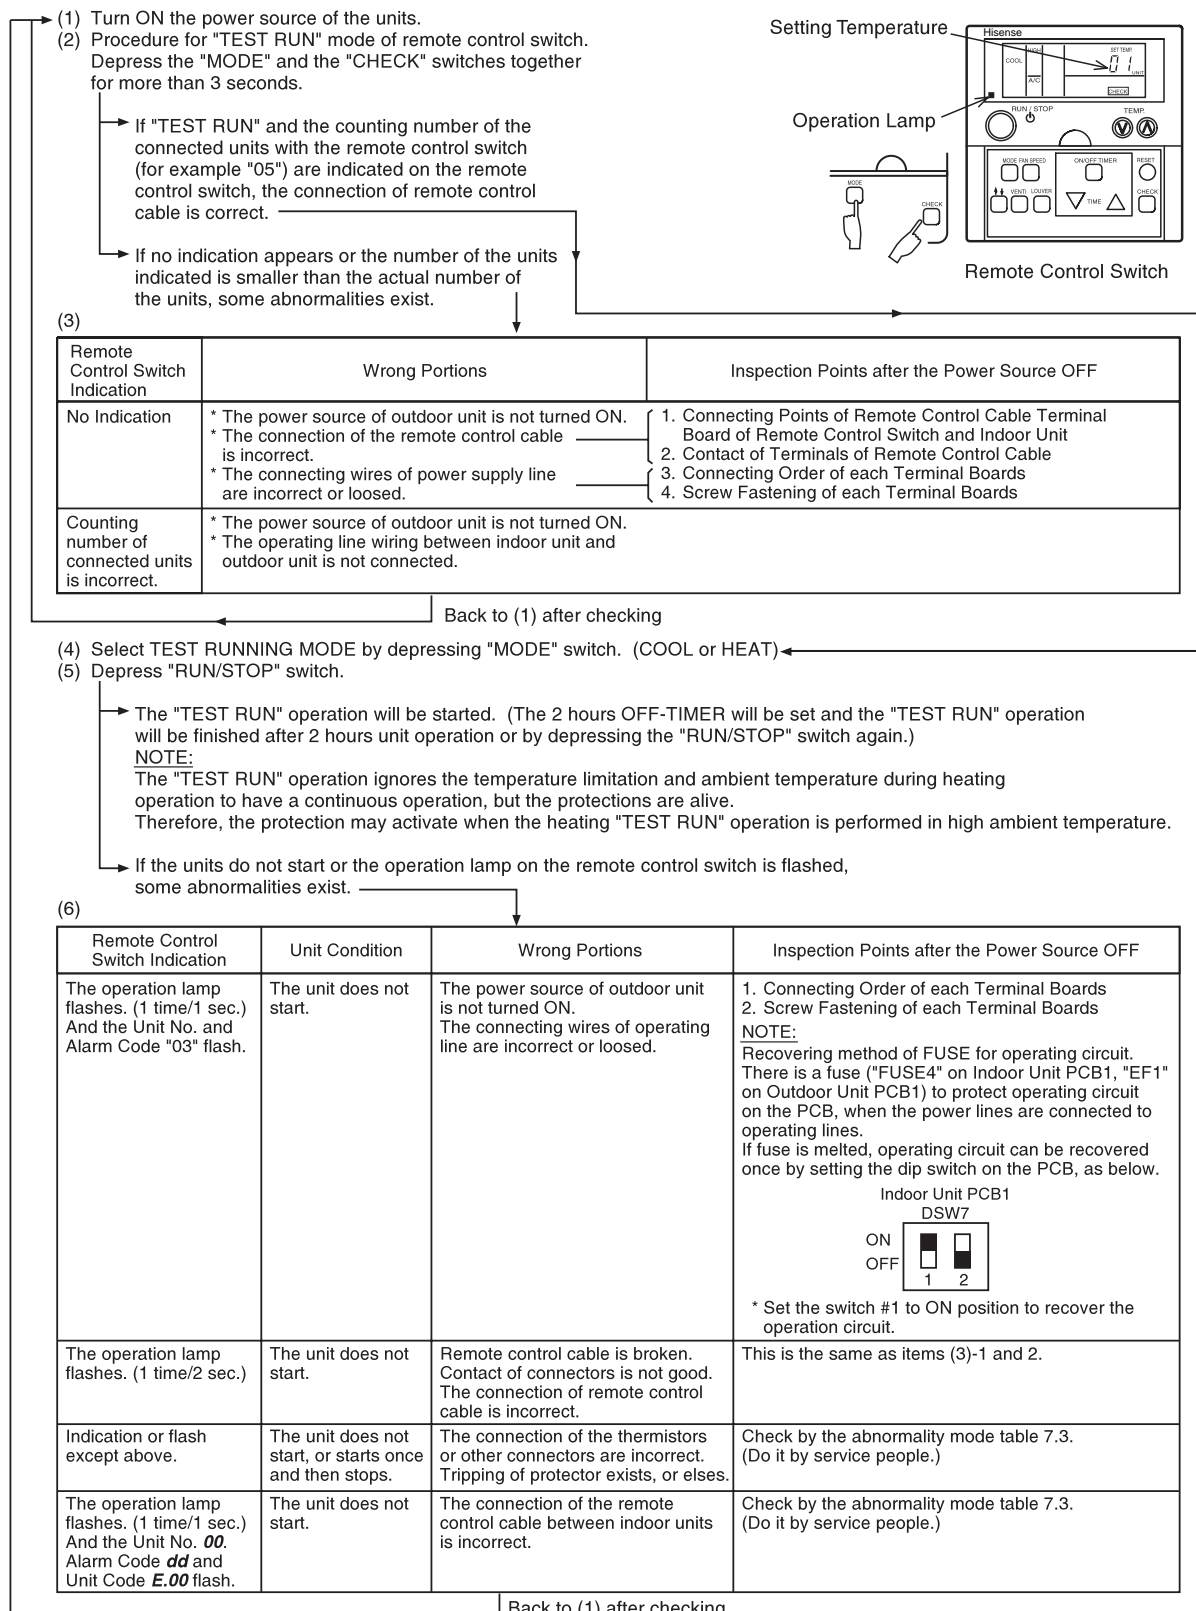 (1) Turn ON the power source of the units.
(2) Procedure for "TEST RUN" mode of remote control switch.
Depress the "MODE" and the "CHECK" switches together
for more than 3 seconds.
If "TEST RUN" and the counting number of the
connected units with the remote control switch
(for example "05") are indicated on the remote
control switch, the connection of remote control
cable is correct.
If no indication appears or the number of the units
indicated is smaller than the actual number of
the units, some abnormalities exist.
Setting Temperature
Operation Lamp
Hisense
HIGH
COOL
A/C
SET TEMP.
01
UNIT
CHECK
RUN / STOP
TEMP.
MODE FAN SPEED
ON/OFF TIMER
RESET
VENTI LOUVER
TIME
CHECK
MODE
CHECK
Remote Control Switch
(3)
Remote
Control Switch
Indication
Wrong Portions
Inspection Points after the Power Source OFF
No Indication
* The power source of outdoor unit is not turned ON.
* The connection of the remote control cable
is incorrect.
* The connecting wires of power supply line
are incorrect or loosed.
1. Connecting Points of Remote Control Cable Terminal
Board of Remote Control Switch and Indoor Unit
2. Contact of Terminals of Remote Control Cable
3. Connecting Order of each Terminal Boards
4. Screw Fastening of each Terminal Boards
Counting
number of
connected units
is incorrect.
* The power source of outdoor unit is not turned ON.
* The operating line wiring between indoor unit and
outdoor unit is not connected.
Back to (1) after checking
(4) Select TEST RUNNING MODE by depressing "MODE" switch. (COOL or HEAT)
(5) Depress "RUN/STOP" switch.
The "TEST RUN" operation will be started. (The 2 hours OFF-TIMER will be set and the "TEST RUN" operation
will be finished after 2 hours unit operation or by depressing the "RUN/STOP" switch again.)
NOTE:
The "TEST RUN" operation ignores the temperature limitation and ambient temperature during heating
operation to have a continuous operation, but the protections are alive.
Therefore, the protection may activate when the heating "TEST RUN" operation is performed in high ambient temperature.
If the units do not start or the operation lamp on the remote control switch is flashed,
some abnormalities exist.
(6)
Remote Control
Switch Indication
Unit Condition
Wrong Portions
Inspection Points after the Power Source OFF
The operation lamp
flashes. (1 time/1 sec.)
And the Unit No. and
Alarm Code "03" flash.
The unit does not
start.
The power source of outdoor unit
is not turned ON.
The connecting wires of operating
line are incorrect or loosed.
1. Connecting Order of each Terminal Boards
2. Screw Fastening of each Terminal Boards
NOTE:
Recovering method of FUSE for operating circuit.
There is a fuse ("FUSE4" on Indoor Unit PCB1, "EF1"
on Outdoor Unit PCB1) to protect operating circuit
on the PCB, when the power lines are connected to
operating lines.
If fuse is melted, operating circuit can be recovered
once by setting the dip switch on the PCB, as below.
Indoor Unit PCB1
DSW7
ON
OFF
1 2
* Set the switch #1 to ON position to recover the
operation circuit.
The operation lamp
flashes. (1 time/2 sec.)
The unit does not
start.
Remote control cable is broken.
Contact of connectors is not good.
The connection of remote control
cable is incorrect.
This is the same as items (3)-1 and 2.
Indication or flash
except above.
The unit does not
start, or starts once
and then stops.
The connection of the thermistors
or other connectors are incorrect.
Tripping of protector exists, or elses.
Check by the abnormality mode table 7.3.
(Do it by service people.)
The operation lamp
flashes. (1 time/1 sec.)
And the Unit No. 00.
Alarm Code dd and
Unit Code E.00 flash.
The unit does not
start.
The connection of the remote
control cable between indoor units
is incorrect.
Check by the abnormality mode table 7.3.
(Do it by service people.)
Back to (1) after checking